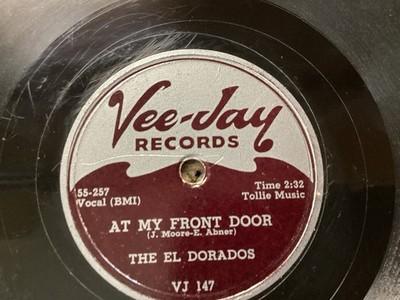 Vee-Jay
RECORDS
55-257
Vocal (BMI)
Time 2:32
Tollie Music
AT MY FRONT DOOR
(J. Moore-E. Abner)
THE EL DORADOS
VJ 147